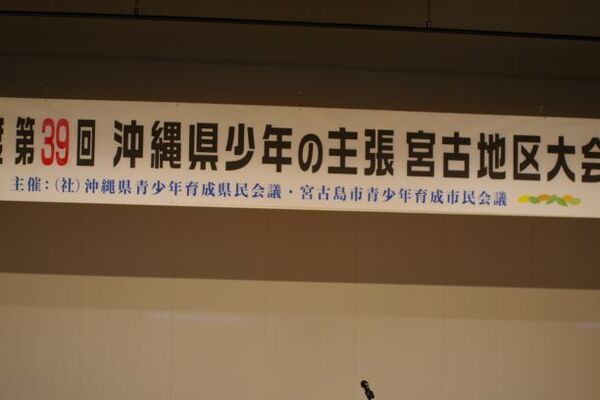 度 第39回 沖縄県少年の主張 宮古地区大会
主催：（社）沖縄県青少年育成県民会議・宮古島市青少年育成市民会議